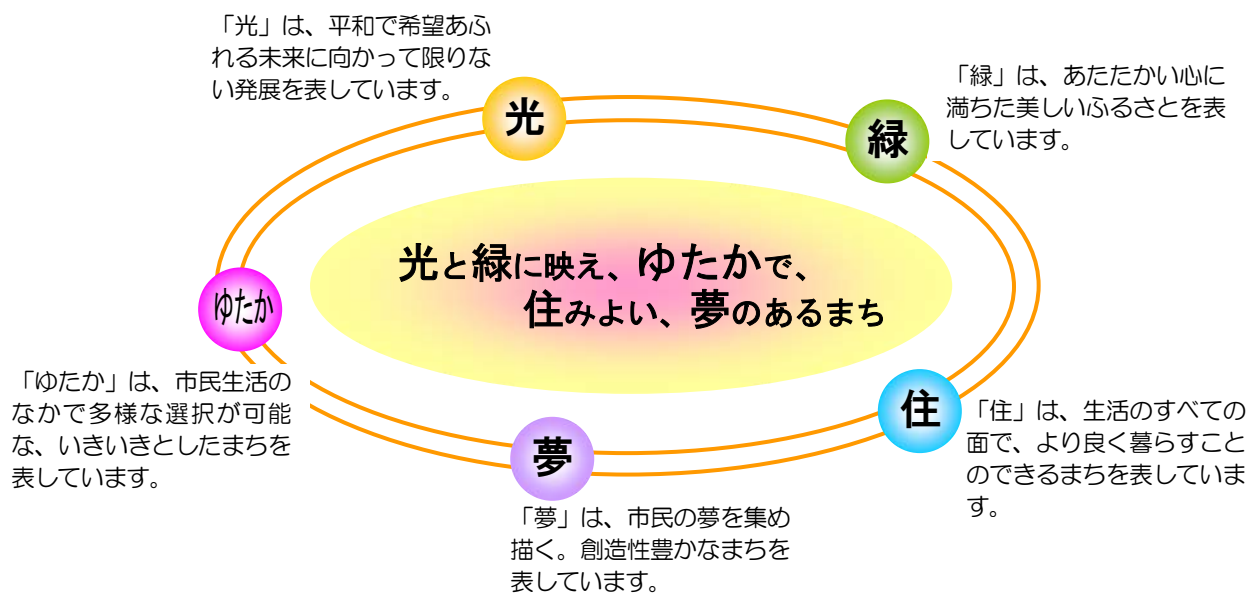 「光」は、平和で希望あふ
れる未来に向かって限りな
い発展を表しています。
光
緑
「緑」は、あたたかい心に
満ちた美しいふるさとを表
しています。
光と緑に映え、ゆたかで、
住みよい、夢のあるまち
ゆたか
「ゆたか」は、市民生活の
なかで多様な選択が可能
な、いきいきとしたまちを
表しています。
住
「住」は、生活のすべての
面で、より良く暮らすこと
のできるまちを表していま
す。
夢
「夢」は、市民の夢を集め
描く。創造性豊かなまちを
表しています。